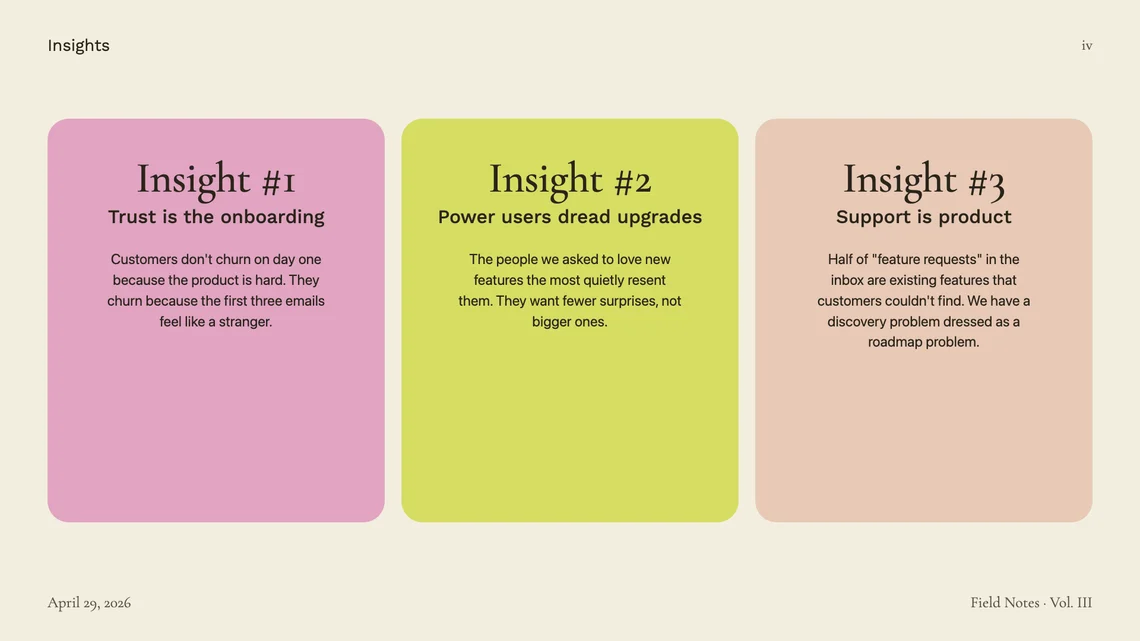 Insights
iv
Insight #1
Trust is the onboarding
Customers don't churn on day one
because the product is hard. They
churn because the first three emails
feel like a stranger.
Insight #2
Power users dread upgrades
The people we asked to love new
features the most quietly resent
them. They want fewer surprises, not
bigger ones.
Insight #3
Support is product
Half of "feature requests" in the
inbox are existing features that
customers couldn't find. We have a
discovery problem dressed as a
roadmap problem.
April 29, 2026
Field Notes · Vol. III